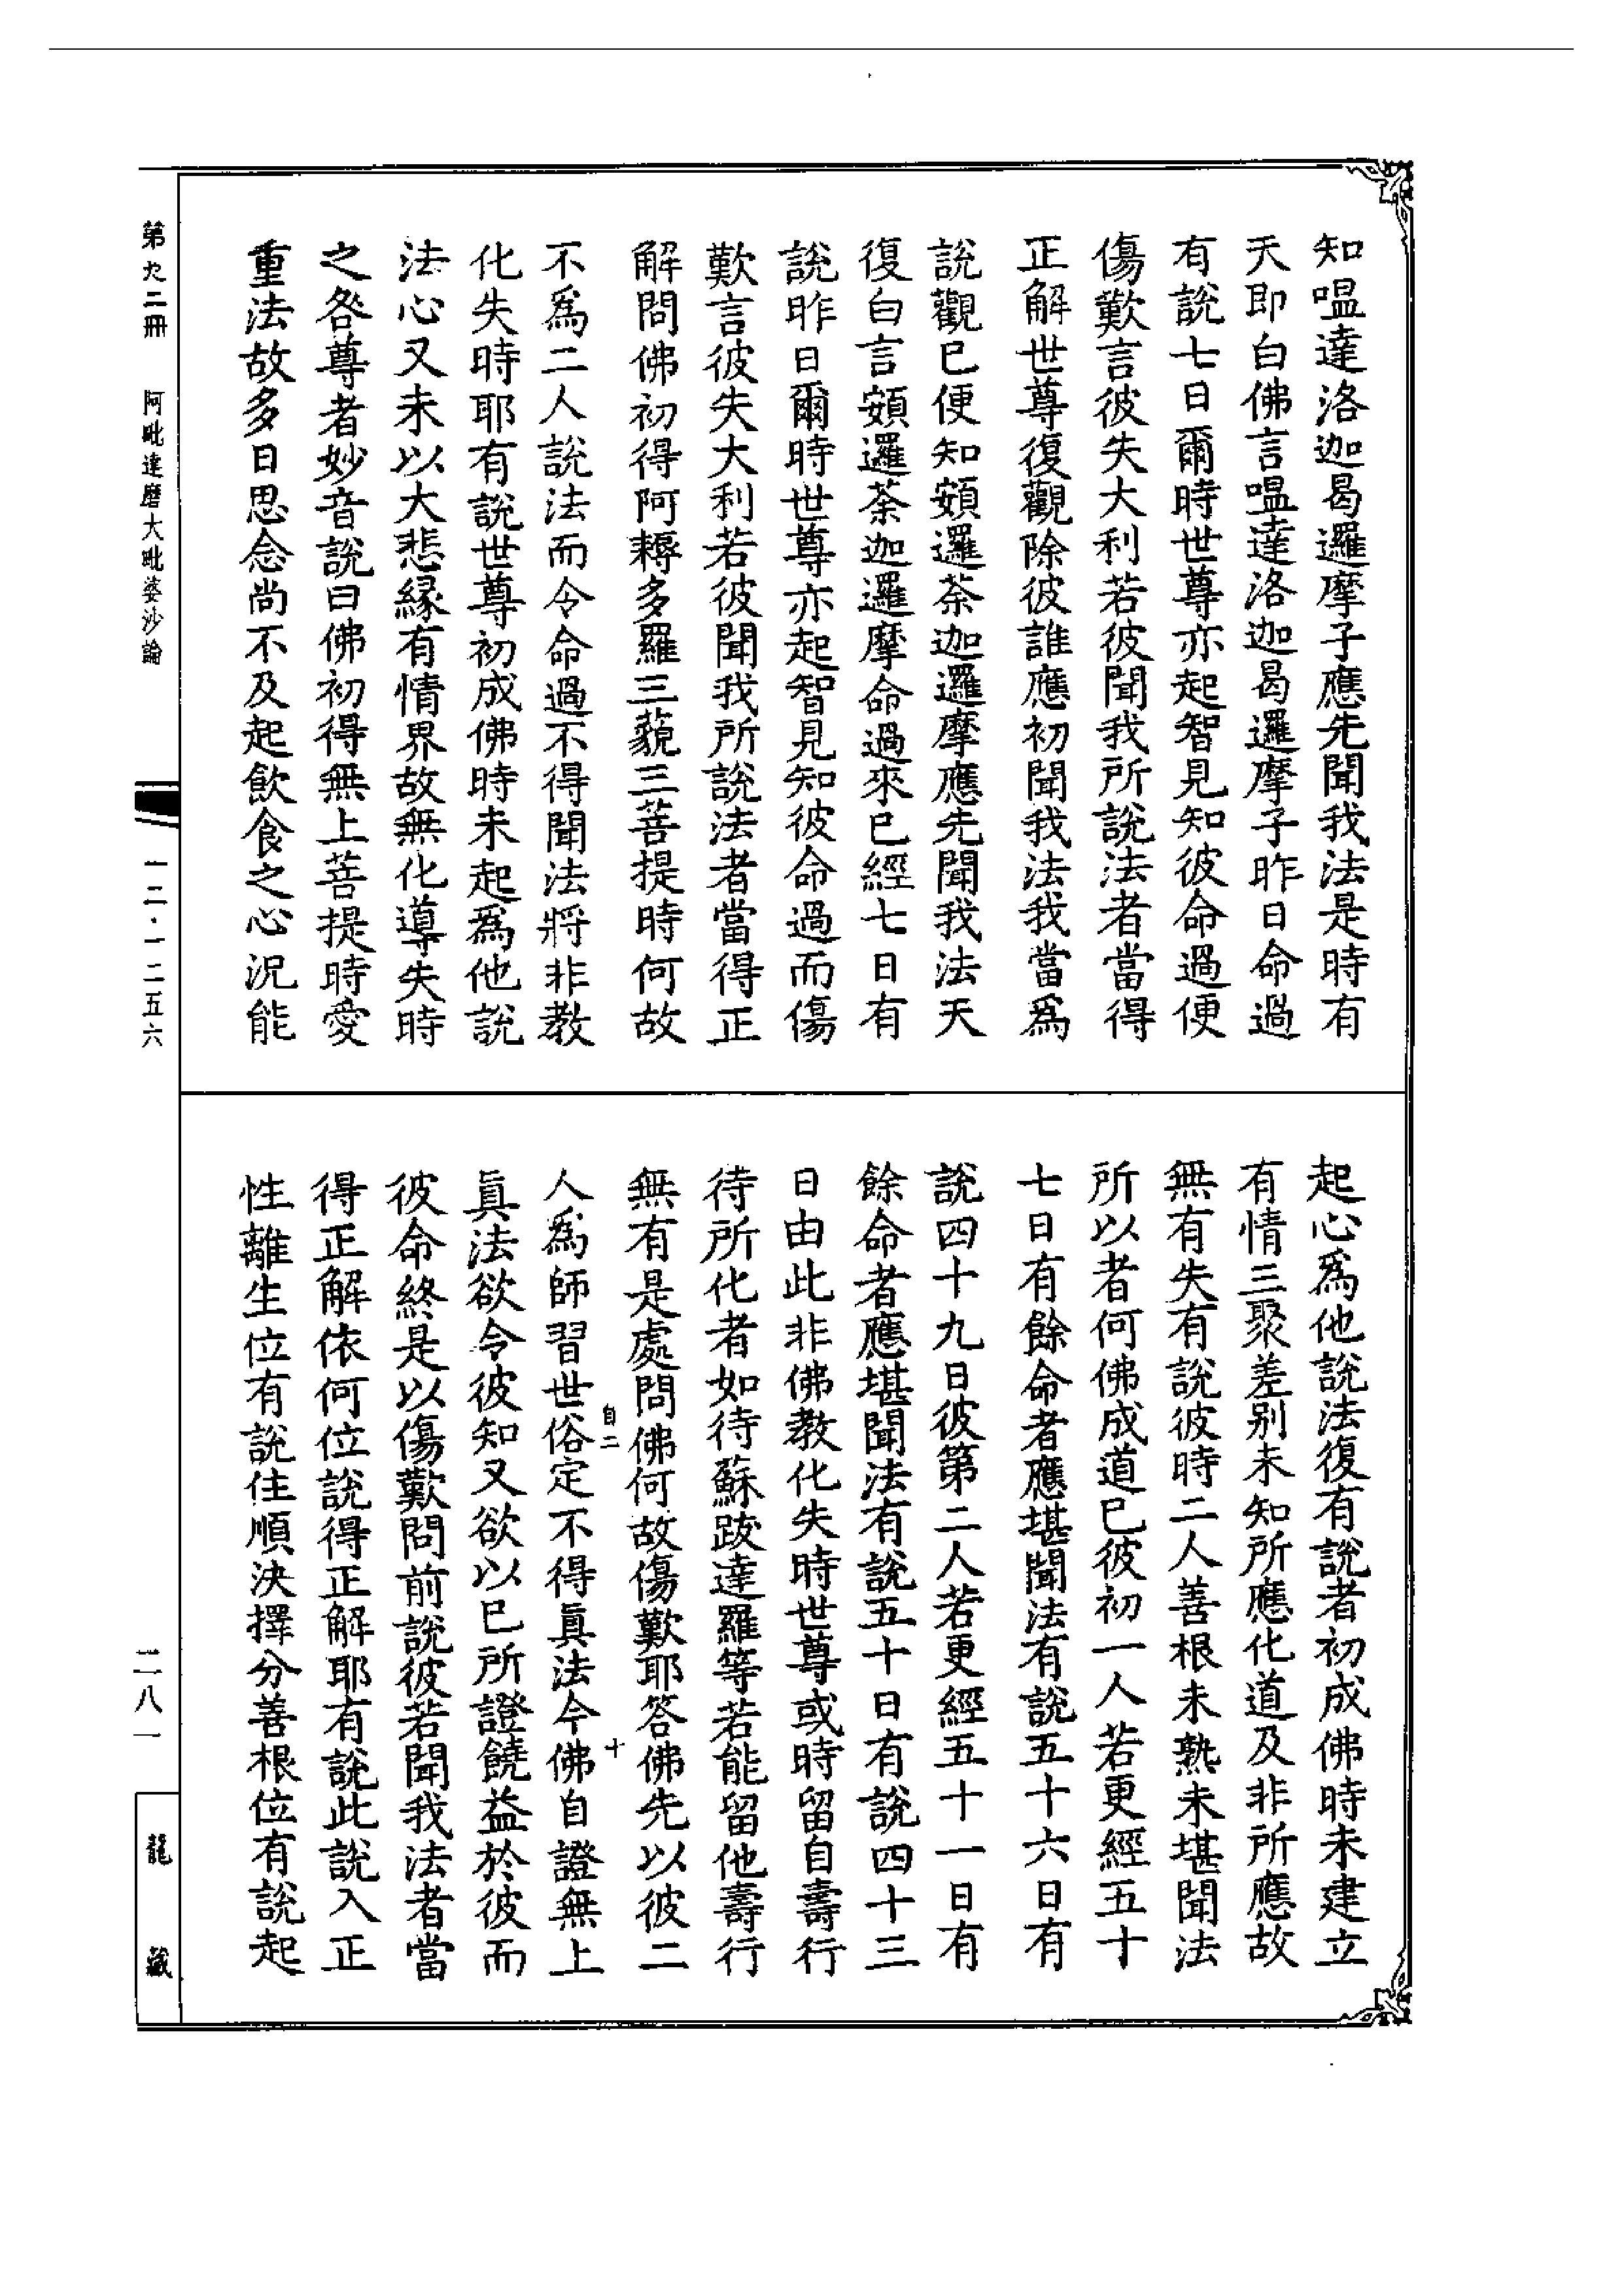 知嗢達洛迦曷邏摩子應先聞我法是時有
天即白佛言嗢達洛迦曷邏摩子昨日命過
有說七日爾時世尊亦起智見知彼命過便
傷歎言彼失大利若彼聞我所說法者當得
正解世尊復觀除彼誰應初聞我法我當爲
說觀已便知頞邏荼迦邏摩應先聞我法天
復白言頞邏荼迦邏摩命過來已經七日有
說昨日爾時世尊亦起智見知彼命過而傷
歎言彼失大利若彼聞我所說法者當得正
解問佛初得阿耨多羅三藐三菩提時何故
不爲二人說法而令命過不得聞法將非教
化失時耶有說世尊初成佛時未起爲他說
法心又未以大悲緣有情界故無化導失時
之咎尊者妙音說曰佛初得無上菩提時愛
重法故多日思念尚不及起飲食之心況能
起心爲他說法復有說者初成佛時未建立
有情三聚差别未知所應化道及非所應故
無有失有說彼時二人善根未熟未堪聞法
所以者何佛成道已彼初一人若更經五十
七日有餘命者應堪聞法有說五十六日有
說四十九日彼第二人若更經五十一日有
餘命者應堪聞法有說五十日有說四十三
日由此非佛教化失時世尊或時留自壽行
待所化者如待蘇跋達羅等若能留他壽行
無有是處問佛何故傷歎耶答佛先以彼二
自二
十
人爲師習世俗定不得眞法今佛自證無上
眞法欲令彼知又欲以已所證饒益於彼而
彼命終是以傷歎問前說彼若聞我法者當
得正解依何位說得正解耶有說此說入正
性離生位有說住順決擇分善根位有說起
第九二冊
阿毗達磨大毗婆沙論
一二·一二五六
二八一
龍藏